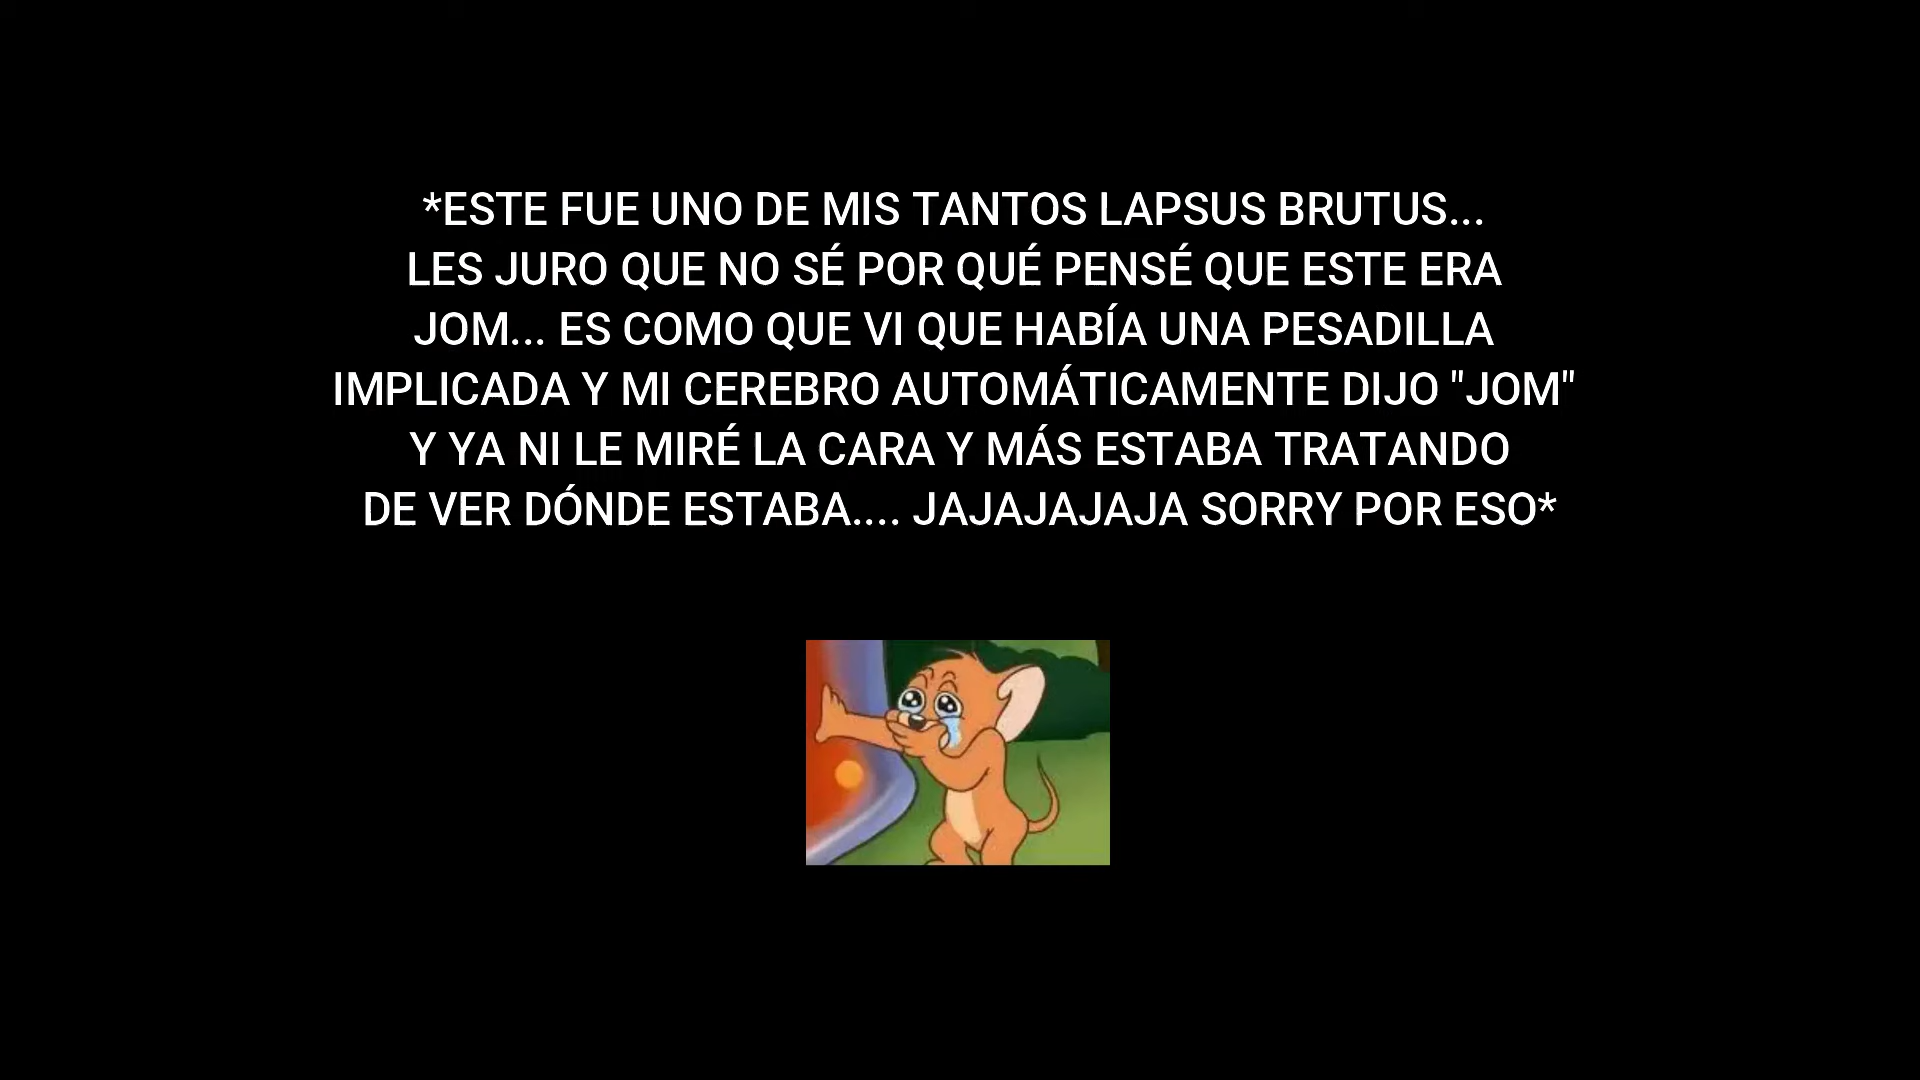 *ESTE FUE UNO DE MIS TANTOS LAPSUS BRUTUS...
LES JURO QUE NO SÉ POR QUÉ PENSÉ QUE ESTE ERA
JOM... ES COMO QUE VI QUE HABÍA UNA PESADILLA
IMPLICADA Y MI CEREBRO AUTOMÁTICAMENTE DIJO "JOM"
Y YA NI LE MIRÉ LA CARA Y MÁS ESTABA TRATANDO
DE VER DÓNDE ESTABA.... JAJAJAJAJA SORRY POR ESO*